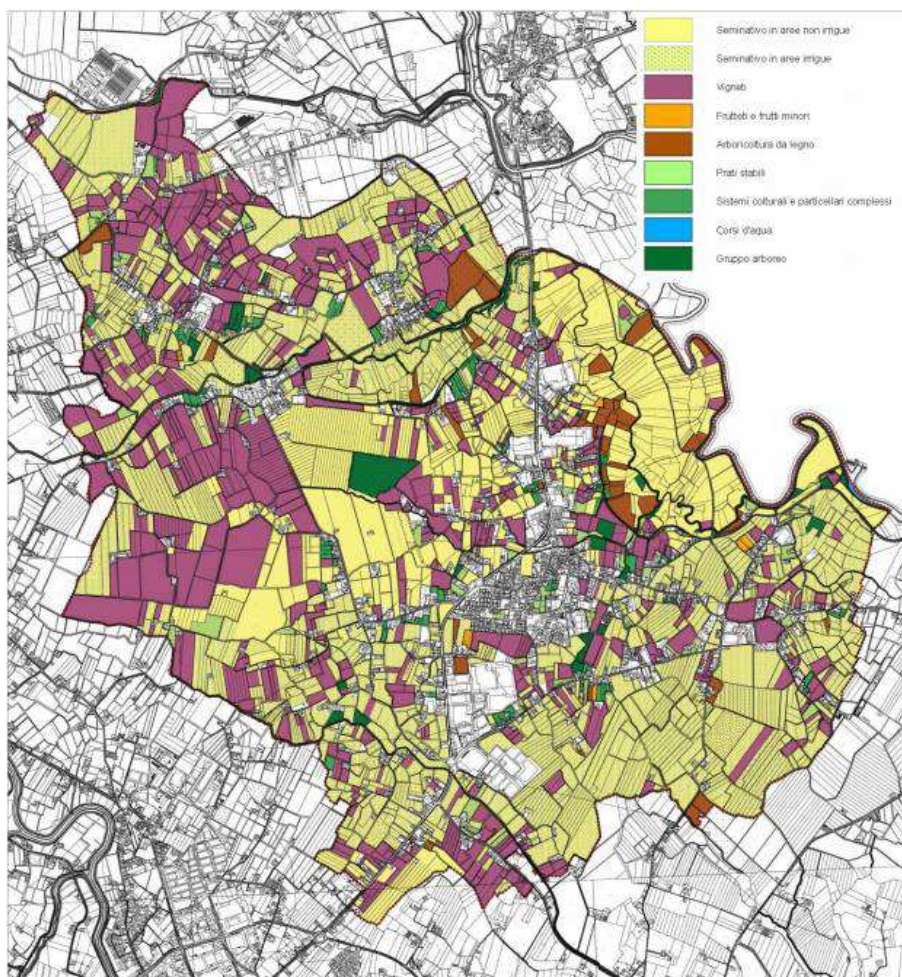 Seminativo in aree non irrigue
Seminativo in aree irrigue
Vigneti
Frutteti e frutti minori
Arboricoltura da legno
Prati stabili
Sistemi colturali e particellari complessi
Corsi d'aqua
Gruppo arboreo